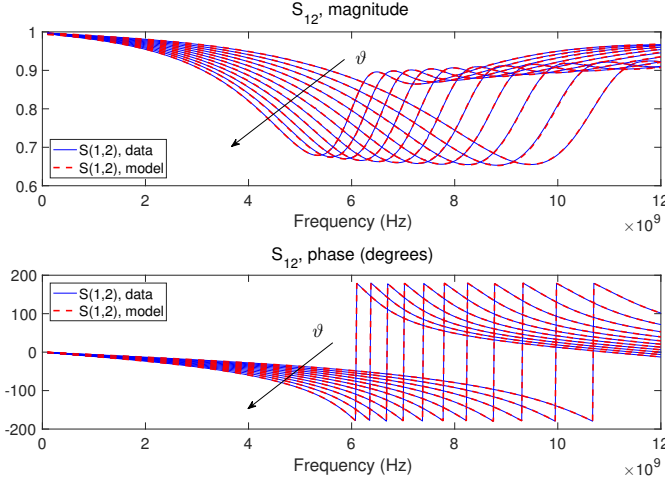 S12, magnitude
1
0.9
0.8
0.7
0.6
ϑ
S(1,2), data
S(1,2), model
0 2 4 6 8 10 12
Frequency (Hz)
×10^9
S12, phase (degrees)
200
100
0
-100
-200
S(1,2), data
S(1,2), model
ϑ
0 2 4 6 8 10 12
Frequency (Hz)
×10^9